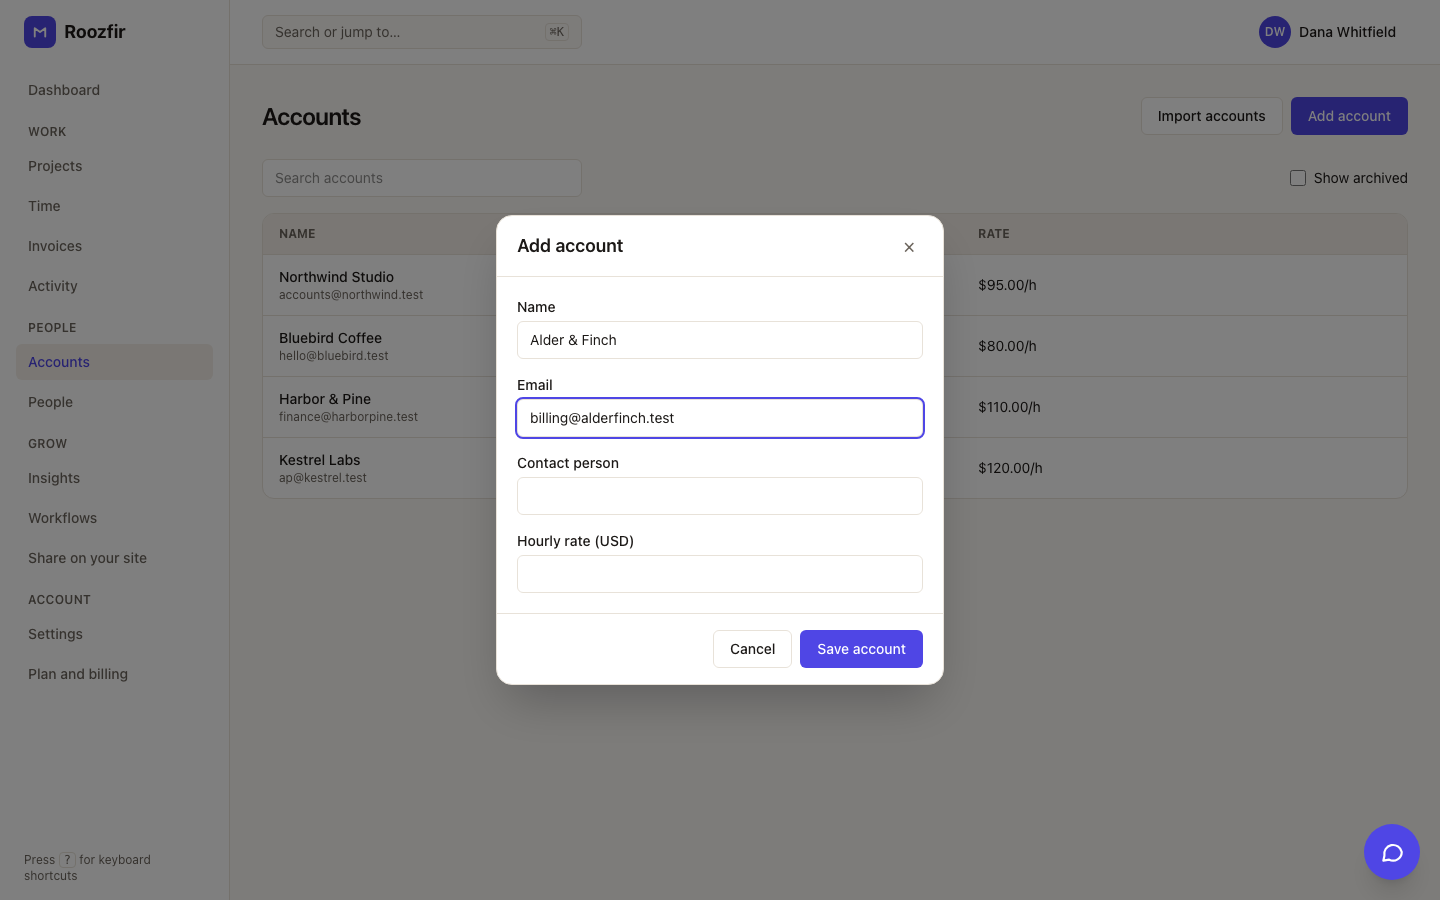 Roozfir
Search or jump to...
⌘K
DW
Dana Whitfield
Dashboard
WORK
Projects
Time
Invoices
Activity
PEOPLE
Accounts
People
GROW
Insights
Workflows
Share on your site
ACCOUNT
Settings
Plan and billing
Press ? for keyboard
shortcuts
Accounts
Import accounts
Add account
Search accounts
Show archived
NAME
RATE
Northwind Studio
accounts@northwind.test
$95.00/h
Bluebird Coffee
hello@bluebird.test
$80.00/h
Harbor & Pine
finance@harborpine.test
$110.00/h
Kestrel Labs
ap@kestrel.test
$120.00/h
Add account
×
Name
Alder & Finch
Email
billing@alderfinch.test
Contact person
Hourly rate (USD)
Cancel
Save account